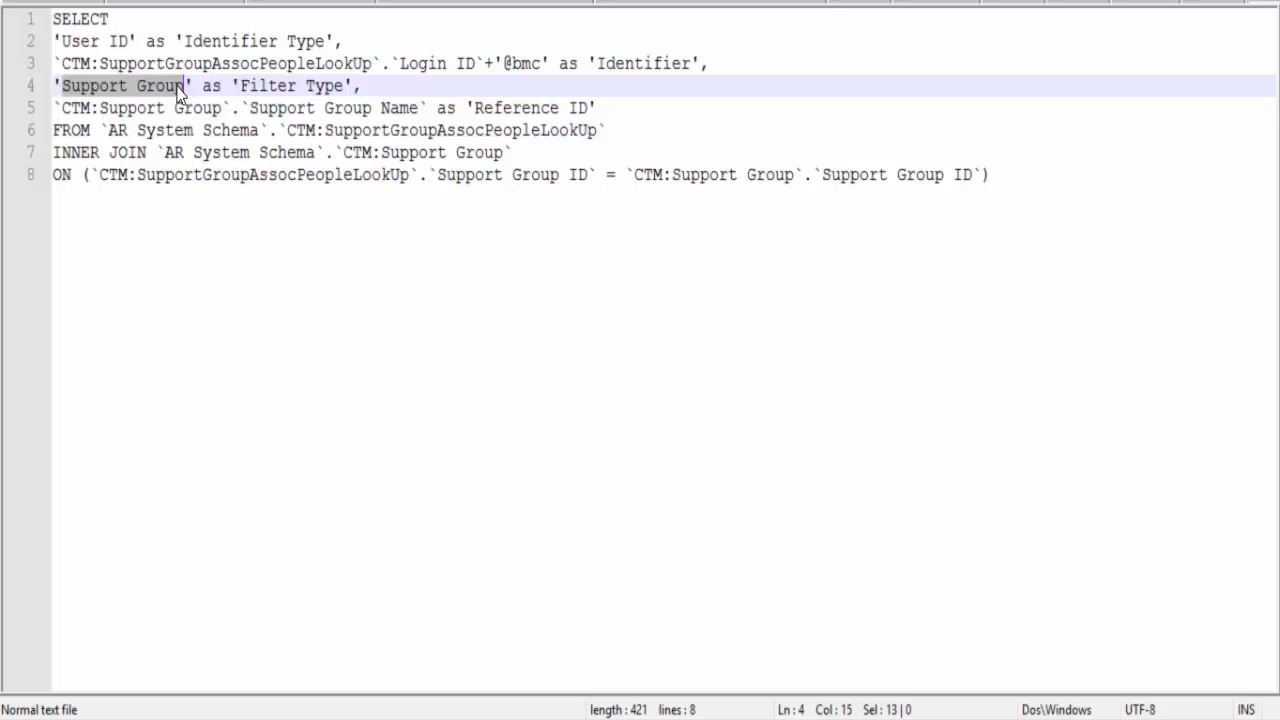 1 SELECT
2 'User ID' as 'Identifier Type',
3 `CTM:SupportGroupAssocPeopleLookUp`.`Login ID`+'@bmc' as 'Identifier',
4 'Support Group' as 'Filter Type',
5 `CTM:Support Group`.`Support Group Name` as 'Reference ID'
6 FROM `AR System Schema`.`CTM:SupportGroupAssocPeopleLookUp`
7 INNER JOIN `AR System Schema`.`CTM:Support Group`
8 ON (`CTM:SupportGroupAssocPeopleLookUp`.`Support Group ID` = `CTM:Support Group`.`Support Group ID`)
Normal text file length : 421 lines : 8 Ln : 4 Col : 15 Sel : 13 | 0 Dos\Windows UTF-8 INS